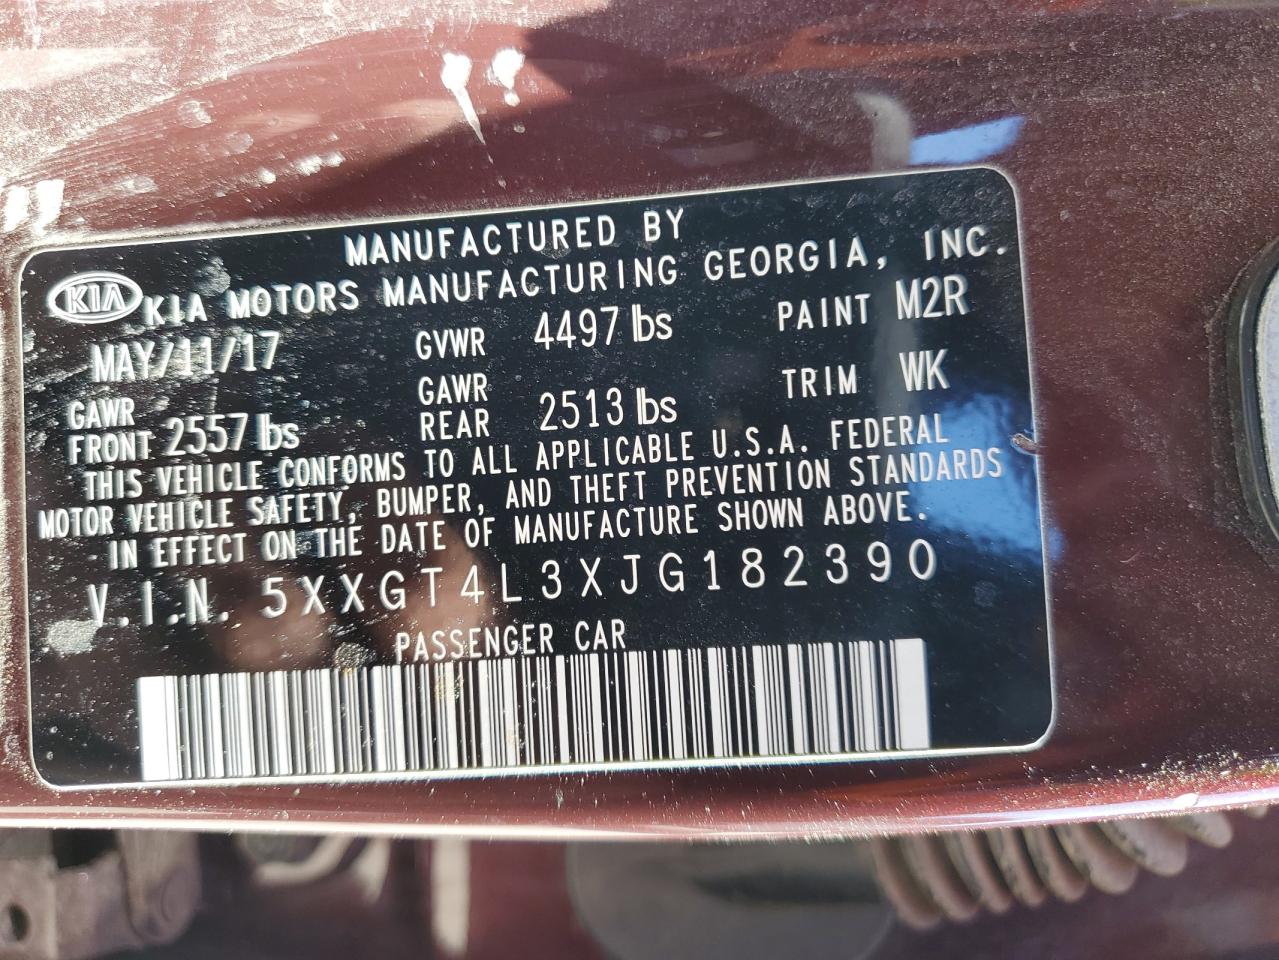 MANUFACTURED BY
KIA KIA MOTORS MANUFACTURING GEORGIA, INC.
MAY/11/17 GVWR 4497 lbs PAINT M2R
GAWR FRONT 2557 lbs GAWR REAR 2513 lbs TRIM WK
THIS VEHICLE CONFORMS TO ALL APPLICABLE U.S.A. FEDERAL
MOTOR VEHICLE SAFETY, BUMPER, AND THEFT PREVENTION STANDARDS
IN EFFECT ON THE DATE OF MANUFACTURE SHOWN ABOVE.
V.I.N. 5XXGT4L3XJG182390
PASSENGER CAR